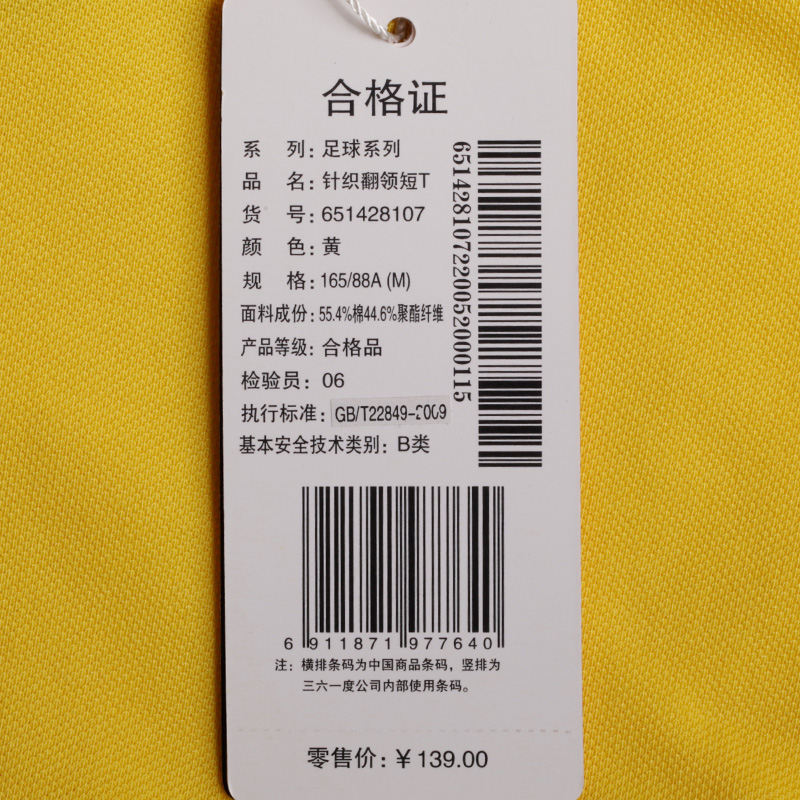 合格证
系 列：足球系列
品 名：针织翻领短T
货 号：651428107
颜 色：黄
规 格：165/88A (M)
面料成份：55.4%棉44.6%聚酯纤维
产品等级：合格品
检验员：06
执行标准：GB/T22849-2009
基本安全技术类别：B类
651428107220052000115
6 911871 977640
注：横排条码为中国商品条码，竖排为
三六一度公司内部使用条码。
零售价：￥139.00